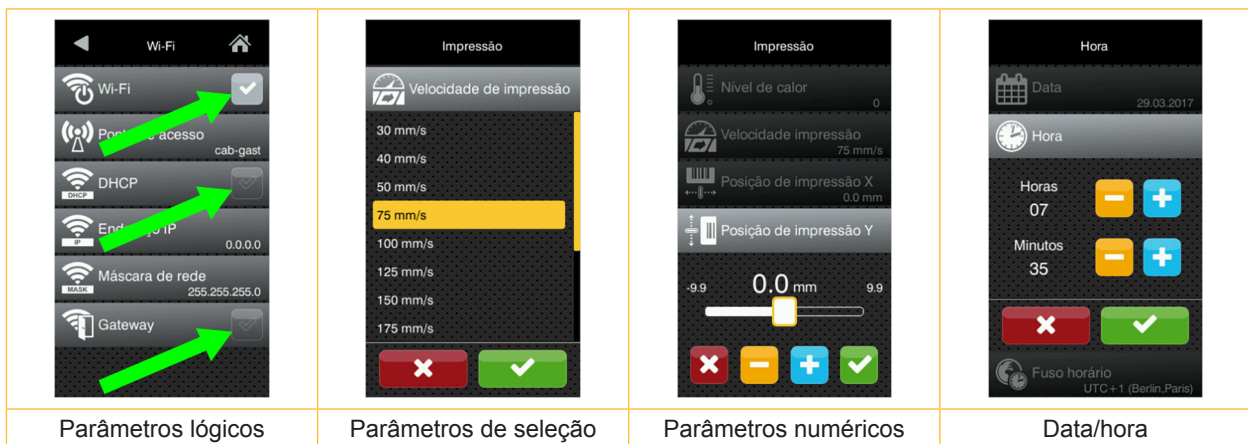 Wi-Fi
Wi-Fi
acesso
cab-gast
DHCP
DHCP
IP
IP
0.0.0.0
Máscara de rede
MASK
255.255.255.0
Gateway
Impressão
Velocidade de impressão
30 mm/s
40 mm/s
50 mm/s
75 mm/s
100 mm/s
125 mm/s
150 mm/s
175 mm/s
Impressão
Nível de calor
0
Velocidade impressão
75 mm/s
Posição de impressão X
0.0 mm
Posição de impressão Y
-9.9 0.0 mm 9.9
Hora
Data
29.03.2017
Hora
Horas
07
Minutos
35
Fuso horário
UTC+1 (Berlin,Paris)
Parâmetros lógicos
Parâmetros de seleção
Parâmetros numéricos
Data/hora